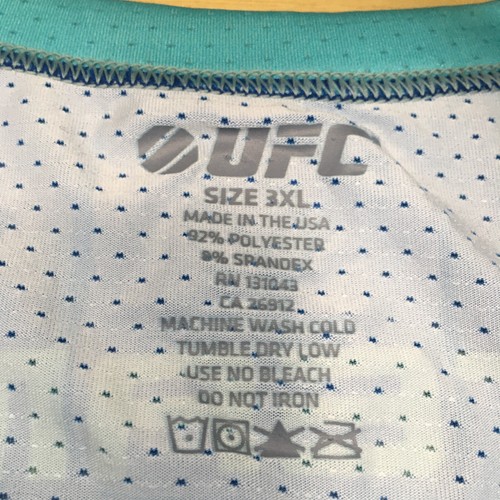 UFC
SIZE 3XL
MADE IN THE USA
92% POLYESTER
8% SPANDEX
RN 131043
CA 26912
MACHINE WASH COLD
TUMBLE DRY LOW
USE NO BLEACH
DO NOT IRON